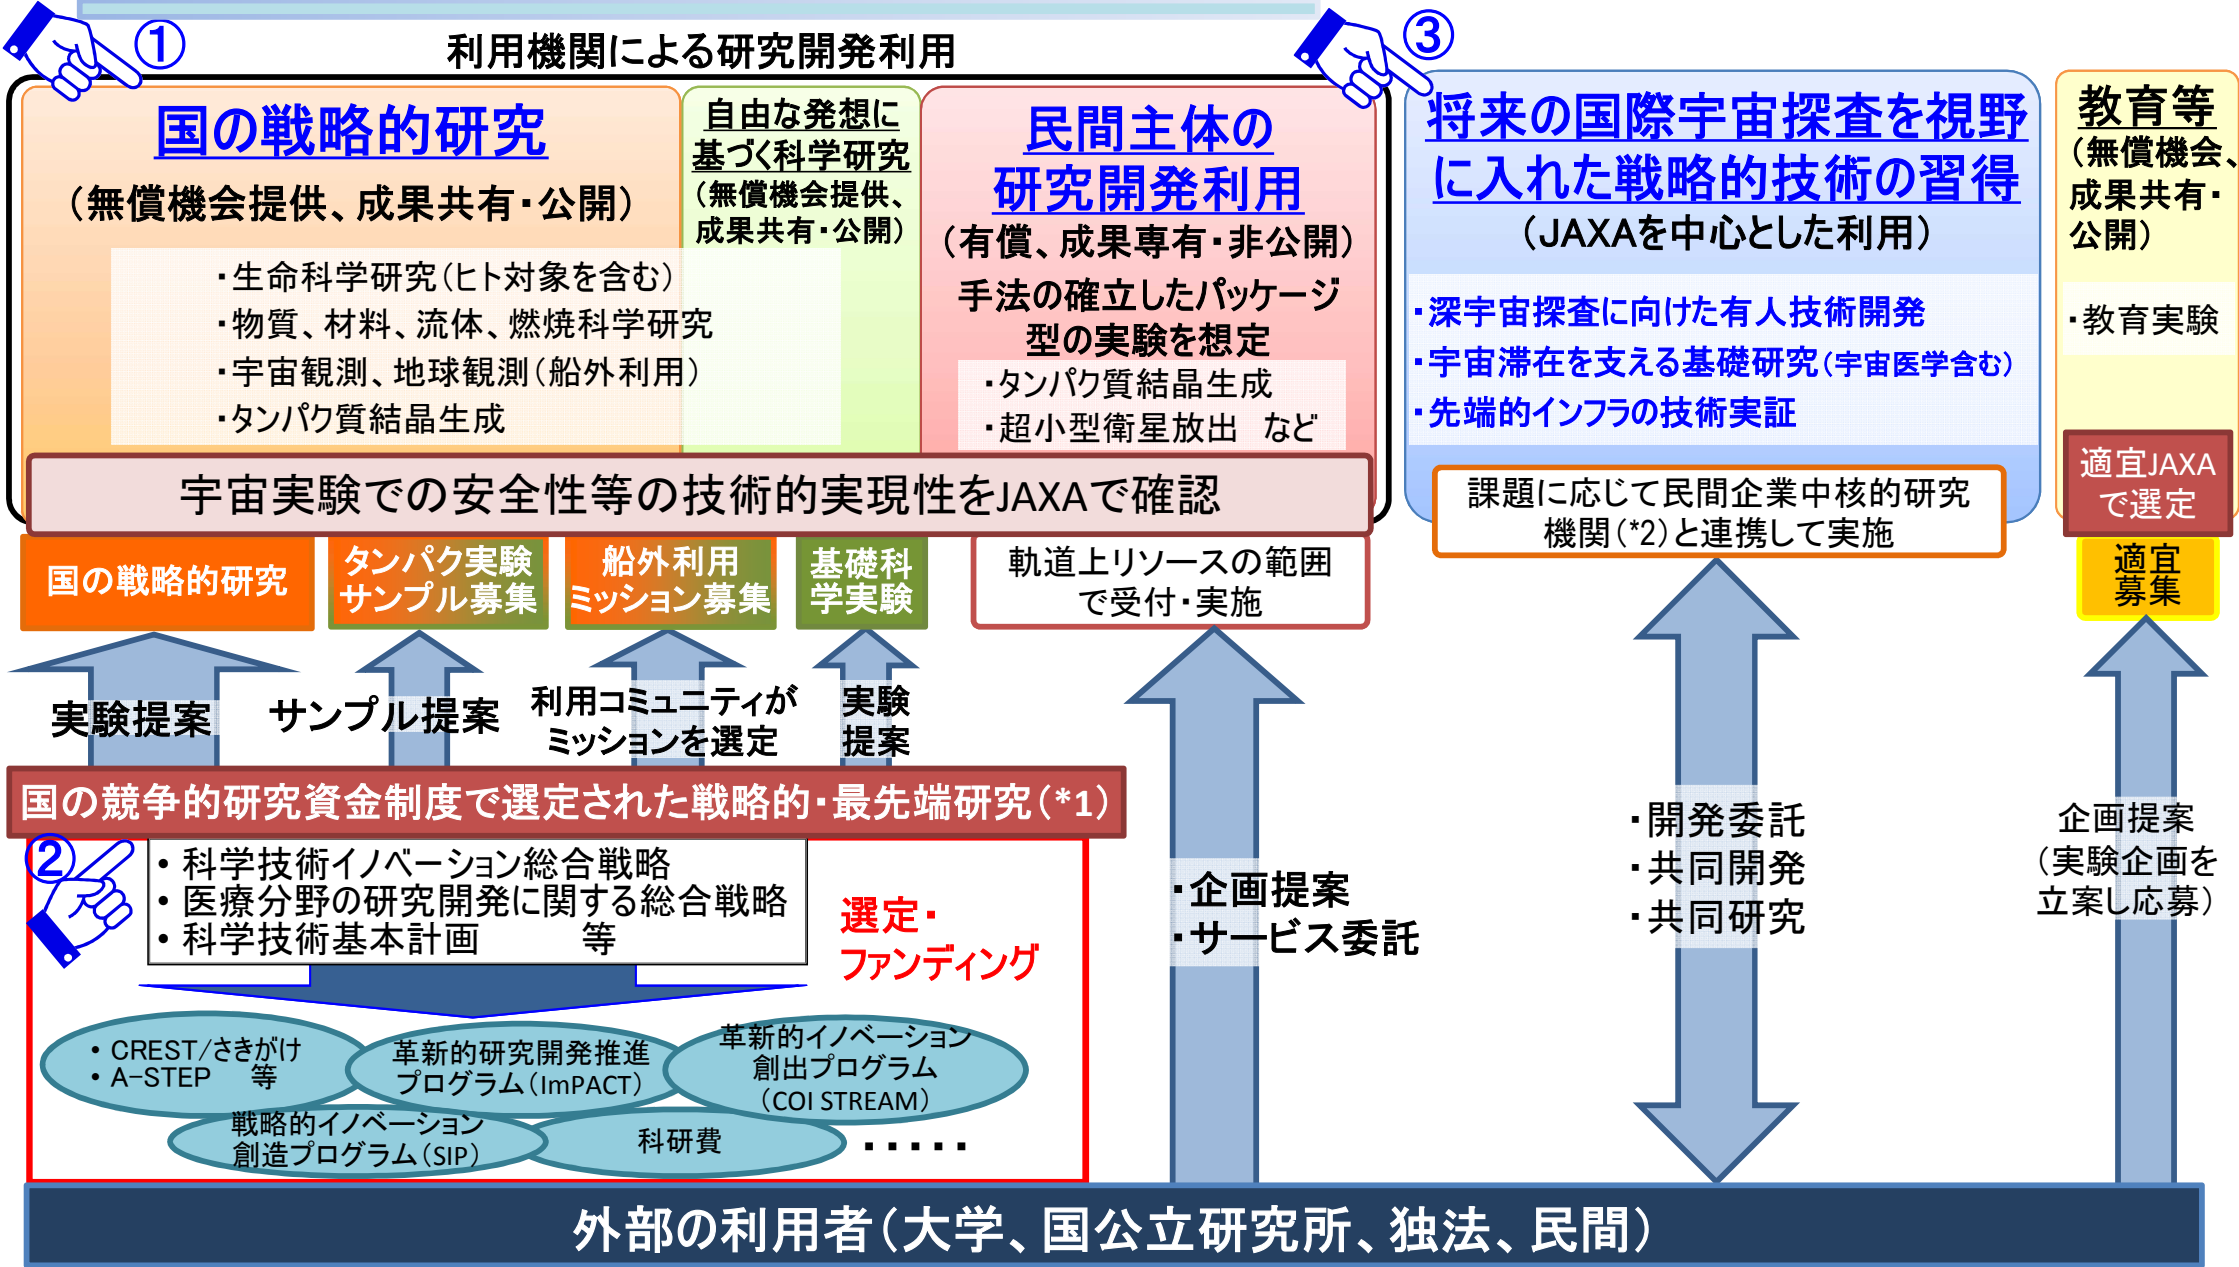 ①
利用機関による研究開発利用
国の戦略的研究
（無償機会提供、成果共有・公開）
・生命科学研究（ヒト対象を含む）
・物質、材料、流体、燃焼科学研究
・宇宙観測、地球観測（船外利用）
・タンパク質結晶生成
自由な発想に
基づく科学研究
（無償機会提供、
成果共有・公開）
民間主体の
研究開発利用
（有償、成果専有・非公開）
手法の確立したパッケージ
型の実験を想定
・タンパク質結晶生成
・超小型衛星放出　など
宇宙実験での安全性等の技術的実現性をJAXAで確認
③
将来の国際宇宙探査を視野
に入れた戦略的技術の習得
（JAXAを中心とした利用）
・深宇宙探査に向けた有人技術開発
・宇宙滞在を支える基礎研究（宇宙医学含む）
・先端的インフラの技術実証
課題に応じて民間企業中核的研究
機関（*2）と連携して実施
教育等
（無償機会、
成果共有・
公開）
・教育実験
適宜JAXA
で選定
適宜
募集
国の戦略的研究
タンパク実験
サンプル募集
船外利用
ミッション募集
基礎科
学実験
軌道上リソースの範囲
で受付・実施
実験提案
サンプル提案
利用コミュニティが
ミッションを選定
実験
提案
国の競争的研究資金制度で選定された戦略的・最先端研究（*1）
②
• 科学技術イノベーション総合戦略
• 医療分野の研究開発に関する総合戦略
• 科学技術基本計画　　　等
選定・
ファンディング
• CREST/さきがけ
• A-STEP　等
革新的研究開発推進
プログラム（ImPACT）
革新的イノベーション
創出プログラム
（COI STREAM）
戦略的イノベーション
創造プログラム（SIP）
科研費
・・・・・
・企画提案
・サービス委託
・開発委託
・共同開発
・共同研究
企画提案
（実験企画を
立案し応募）
外部の利用者（大学、国公立研究所、独法、民間）